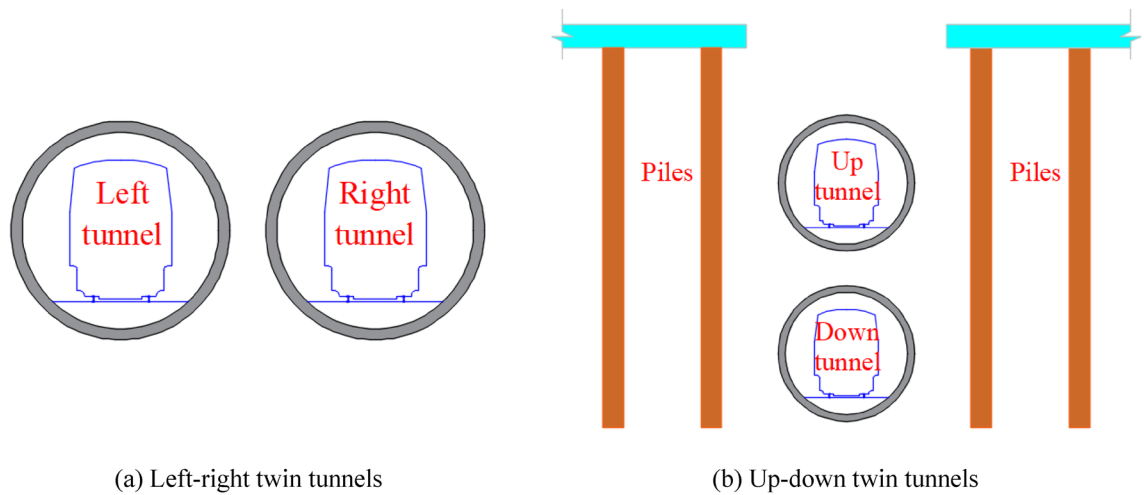 Left
tunnel
Right
tunnel
(a) Left-right twin tunnels
Piles
Up
tunnel
Down
tunnel
Piles
(b) Up-down twin tunnels